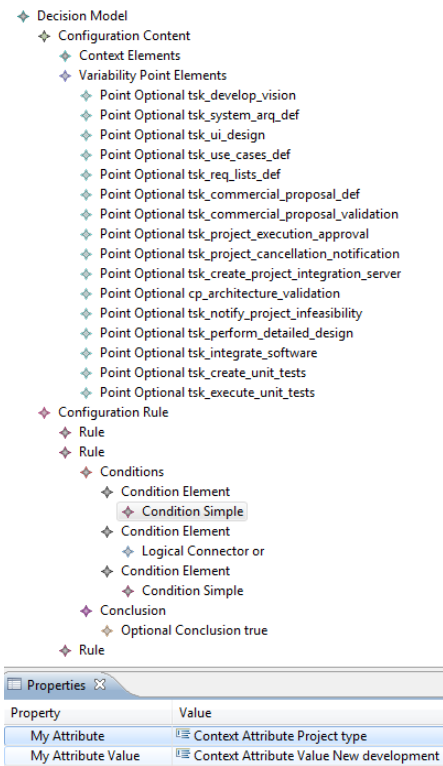 Decision Model
Configuration Content
Context Elements
Variability Point Elements
Point Optional tsk_develop_vision
Point Optional tsk_system_arq_def
Point Optional tsk_ui_design
Point Optional tsk_use_cases_def
Point Optional tsk_req_lists_def
Point Optional tsk_commercial_proposal_def
Point Optional tsk_commercial_proposal_validation
Point Optional tsk_project_execution_approval
Point Optional tsk_project_cancellation_notification
Point Optional tsk_create_project_integration_server
Point Optional cp_architecture_validation
Point Optional tsk_notify_project_infeasibility
Point Optional tsk_perform_detailed_design
Point Optional tsk_integrate_software
Point Optional tsk_create_unit_tests
Point Optional tsk_execute_unit_tests
Configuration Rule
Rule
Rule
Conditions
Condition Element
Condition Simple
Condition Element
Logical Connector or
Condition Element
Condition Simple
Conclusion
Optional Conclusion true
Rule
Properties
Property Value
My Attribute Context Attribute Project type
My Attribute Value Context Attribute Value New development